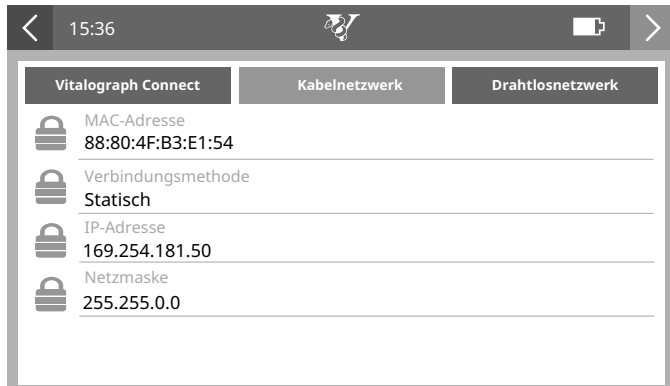 15:36
Vitalograph Connect Kabelnetzwerk Drahtlosnetzwerk
MAC-Adresse
88:80:4F:B3:E1:54
Verbindungsmethode
Statisch
IP-Adresse
169.254.181.50
Netzmaske
255.255.0.0